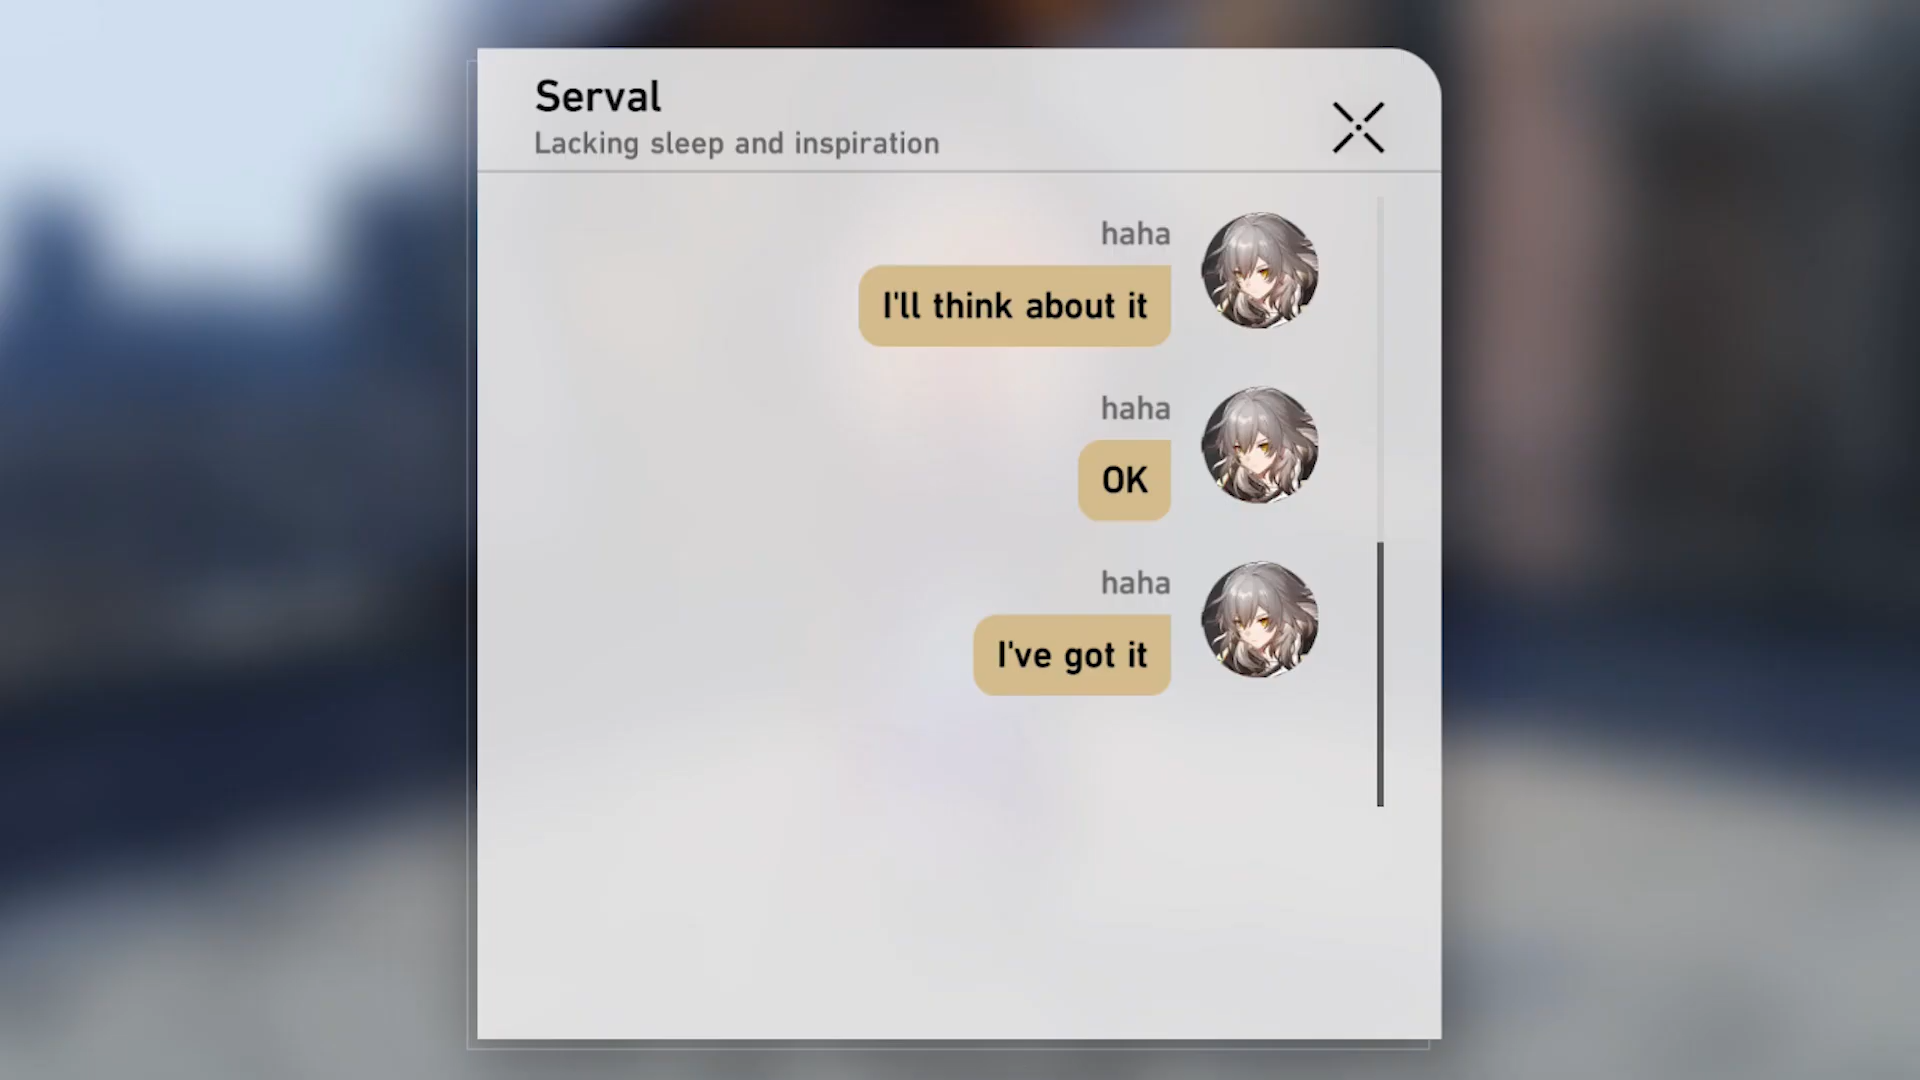 Serval
Lacking sleep and inspiration
haha
I'll think about it
haha
OK
haha
I've got it